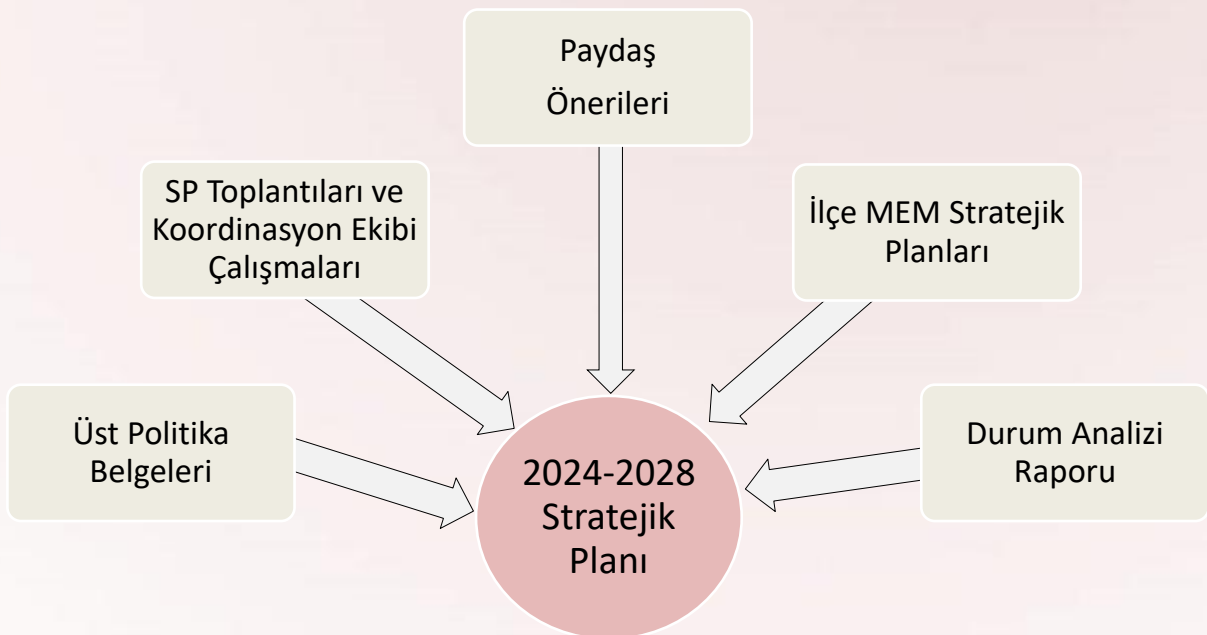 Paydaş
Önerileri
SP Toplantıları ve
Koordinasyon Ekibi
Çalışmaları
İlçe MEM Stratejik
Planları
Üst Politika
Belgeleri
Durum Analizi
Raporu
2024-2028
Stratejik
Planı